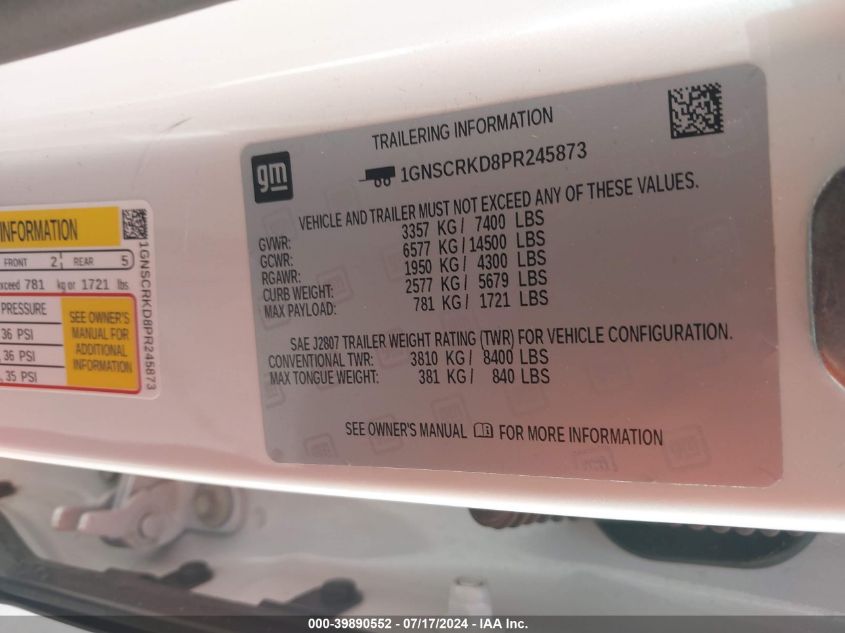 INFORMATION
FRONT 2 REAR 5
exceed 781 kg or 1721 lbs.
PRESSURE
36 PSI
, 36 PSI
, 35 PSI
SEE OWNER'S
MANUAL FOR
ADDITIONAL
INFORMATION
1GNSCRKD8PR245873
gm
TRAILERING INFORMATION
1GNSCRKD8PR245873
VEHICLE AND TRAILER MUST NOT EXCEED ANY OF THESE VALUES.
GVWR: 3357 KG/ 7400 LBS
GCWR: 6577 KG/14500 LBS
RGAWR: 1950 KG/ 4300 LBS
CURB WEIGHT: 2577 KG/ 5679 LBS
MAX PAYLOAD: 781 KG/ 1721 LBS
SAE J2807 TRAILER WEIGHT RATING (TWR) FOR VEHICLE CONFIGURATION.
CONVENTIONAL TWR: 3810 KG/ 8400 LBS
MAX TONGUE WEIGHT: 381 KG/ 840 LBS
SEE OWNER'S MANUAL FOR MORE INFORMATION
000-39890552 - 07/17/2024 - IAA Inc.